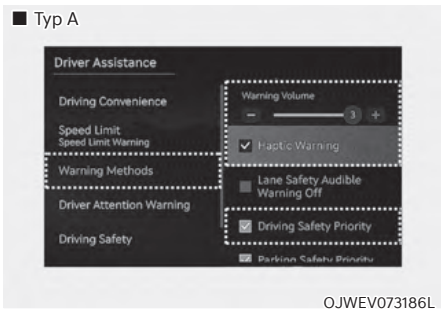 ■ Typ A
Driver Assistance
Driving Convenience
Speed Limit
Speed Limit Warning
Warning Methods
Driver Attention Warning
Driving Safety
Warning Volume
- 3 +
Haptic Warning
Lane Safety Audible
Warning Off
Driving Safety Priority
Parking Safety Priority
OJWEV073186L